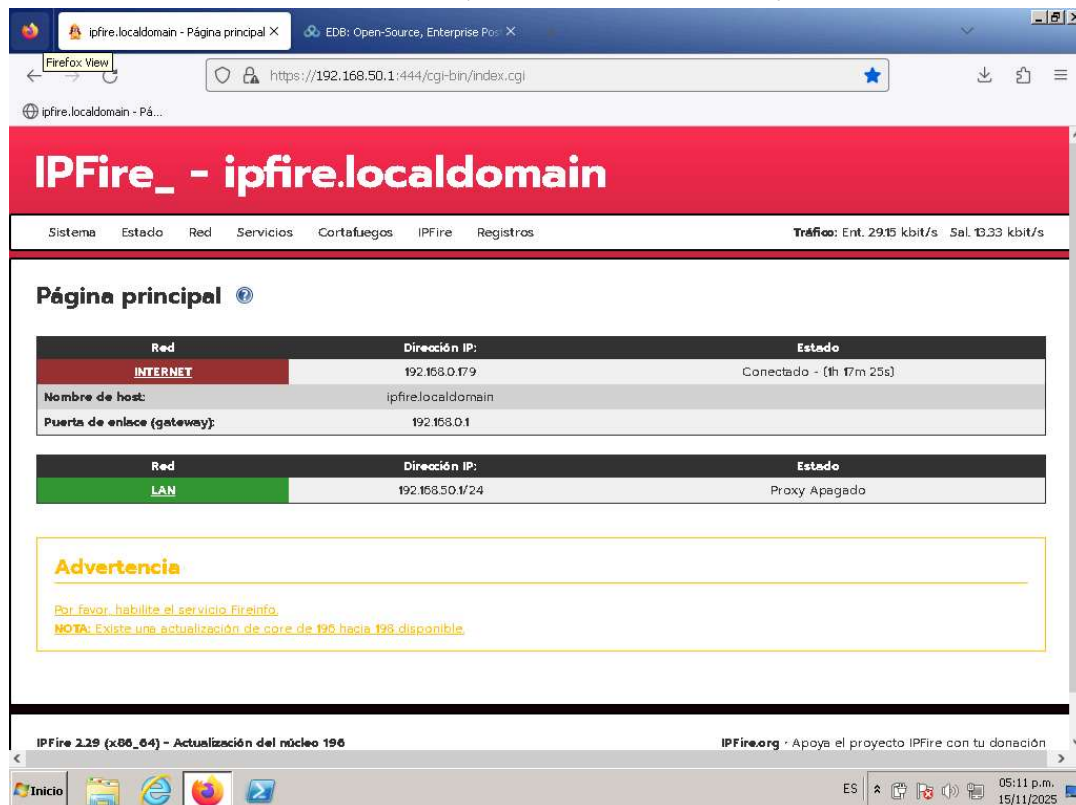 ipfire.localdomain - Página principal
EDB: Open-Source, Enterprise Pos
Firefox View
https://192.168.50.1:444/cgi-bin/index.cgi
ipfire.localdomain - Pá...
IPFire_ - ipfire.localdomain
Sistema Estado Red Servicios Cortafuegos IPFire Registros Tráfico: Ent. 29.15 kbit/s Sal. 13.33 kbit/s
Página principal
Red Dirección IP: Estado
INTERNET 192.168.0.179 Conectado - (1h 17m 25s)
Nombre de host: ipfire.localdomain
Puerta de enlace (gateway): 192.168.0.1
Red Dirección IP: Estado
LAN 192.168.50.1/24 Proxy Apagado
Advertencia
Por favor, habilite el servicio Fireinfo.
NOTA: Existe una actualización de core de 196 hacia 198 disponible.
IPFire 2.29 (x86_64) - Actualización del núcleo 196 IPFire.org · Apoya el proyecto IPFire con tu donación
Inicio ES 05:11 p.m.
15/11/2025